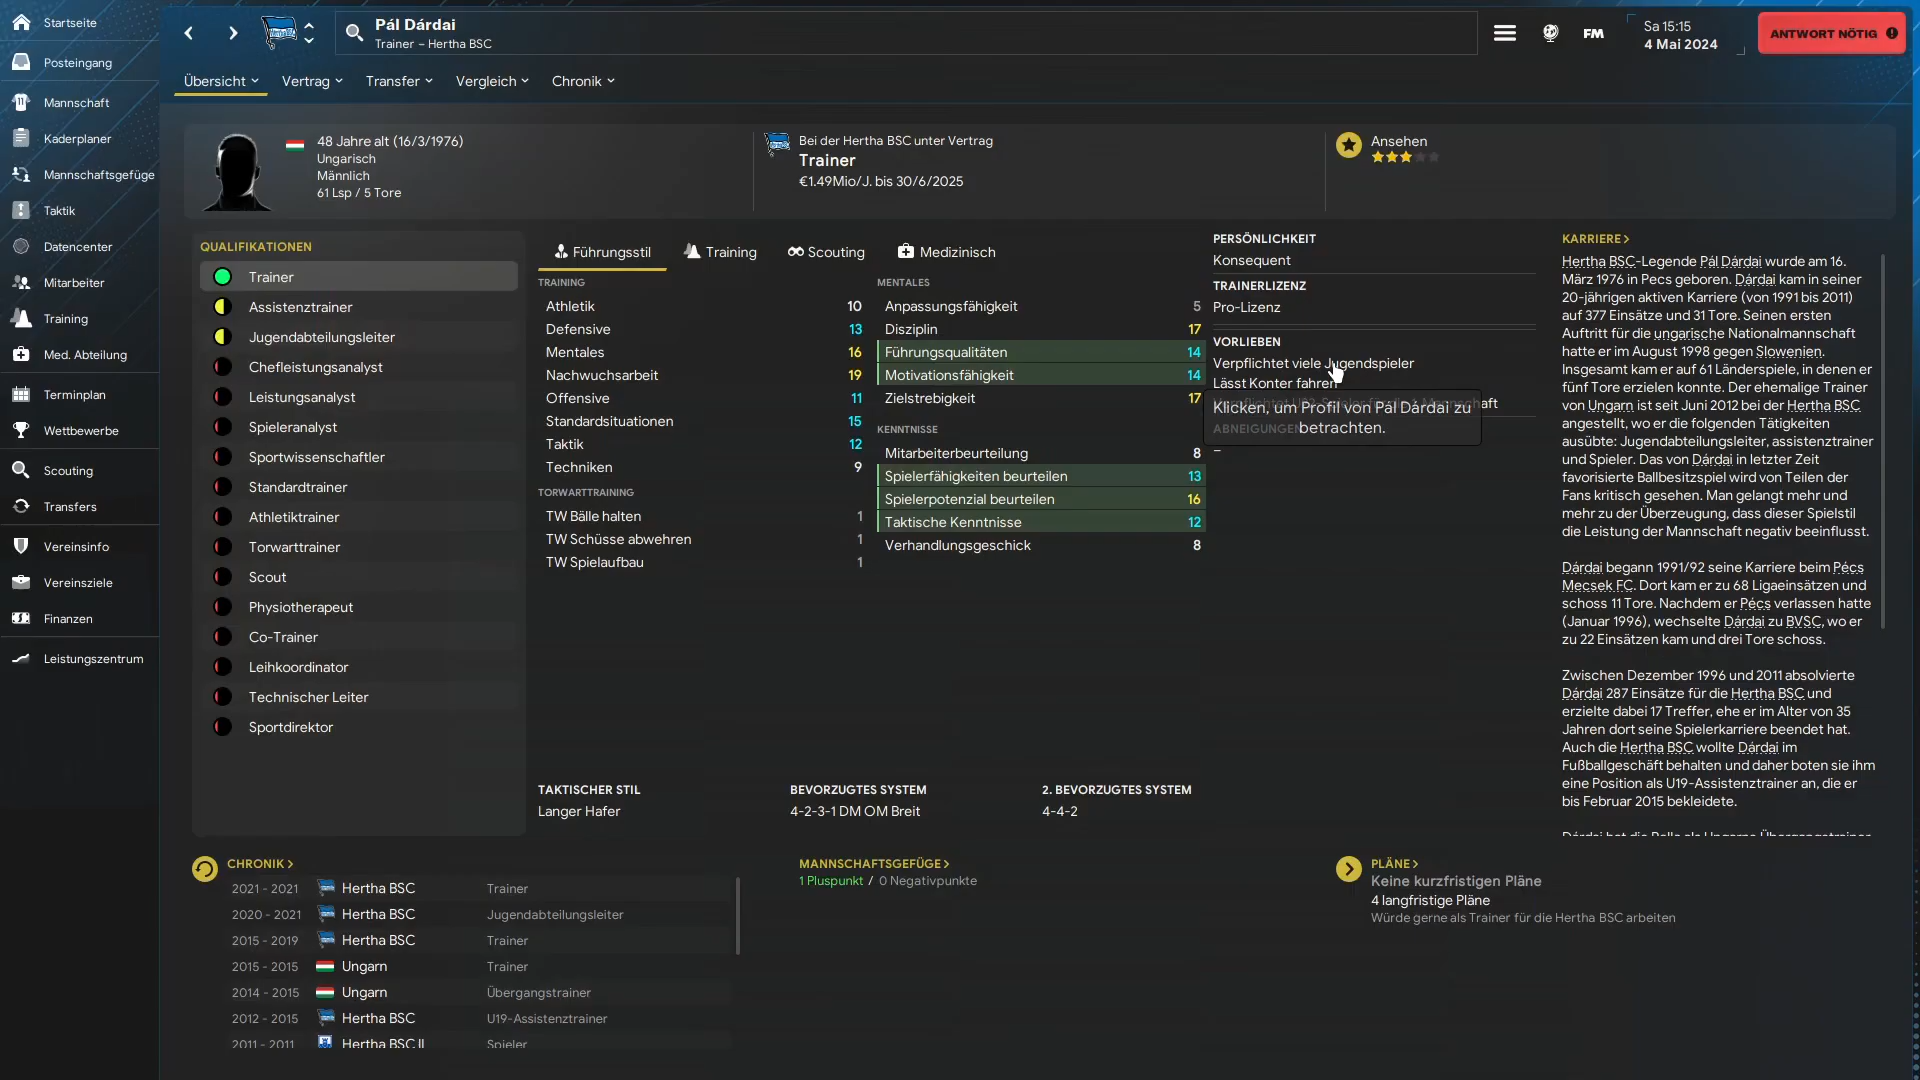 Startseite
Posteingang
Mannschaft
Kaderplaner
Mannschaftsgefüge
Taktik
Datencenter
Mitarbeiter
Training
Med. Abteilung
Terminplan
Wettbewerbe
Scouting
Transfers
Vereinsinfo
Vereinsziele
Finanzen
Leistungszentrum
Pál Dárdai
Trainer – Hertha BSC
FM
Sa 15:15
4 Mai 2024
ANTWORT NÖTIG
Übersicht
Vertrag
Transfer
Vergleich
Chronik
48 Jahre alt (16/3/1976)
Ungarisch
Männlich
61 Lsp / 5 Tore
Bei der Hertha BSC unter Vertrag
Trainer
€1.49Mio/J. bis 30/6/2025
Ansehen
QUALIFIKATIONEN
Trainer
Assistenztrainer
Jugendabteilungsleiter
Chefleistungsanalyst
Leistungsanalyst
Spieleranalyst
Sportwissenschaftler
Standardtrainer
Athletiktrainer
Torwarttrainer
Scout
Physiotherapeut
Co-Trainer
Leihkoordinator
Technischer Leiter
Sportdirektor
Führungsstil
Training
Scouting
Medizinisch
TRAINING
Athletik 10
Defensive 13
Mentales 16
Nachwuchsarbeit 19
Offensive 11
Standardsituationen 15
Taktik 12
Techniken 9
TORWARTTRAINING
TW Bälle halten 1
TW Schüsse abwehren 1
TW Spielaufbau 1
MENTALES
Anpassungsfähigkeit 5
Disziplin 17
Führungsqualitäten 14
Motivationsfähigkeit 14
Zielstrebigkeit 17
KENNTNISSE
Mitarbeiterbeurteilung 8
Spielerfähigkeiten beurteilen 13
Spielerpotenzial beurteilen 16
Taktische Kenntnisse 12
Verhandlungsgeschick 8
TAKTISCHER STIL
Langer Hafer
BEVORZUGTES SYSTEM
4-2-3-1 DM OM Breit
2. BEVORZUGTES SYSTEM
4-4-2
PERSÖNLICHKEIT
Konsequent
TRAINERLIZENZ
Pro-Lizenz
VORLIEBEN
Verpflichtet viele Jugendspieler
Lässt Konter fahren
Klicken, um Profil von Pál Dárdai zu
betrachten.
ABNEIGUNGEN
–
KARRIERE
Hertha BSC-Legende Pál Dárdai wurde am 16.
März 1976 in Pecs geboren. Dárdai kam in seiner
20-jährigen aktiven Karriere (von 1991 bis 2011)
auf 377 Einsätze und 31 Tore. Seinen ersten
Auftritt für die ungarische Nationalmannschaft
hatte er im August 1998 gegen Slowenien.
Insgesamt kam er auf 61 Länderspiele, in denen er
fünf Tore erzielen konnte. Der ehemalige Trainer
von Ungarn ist seit Juni 2012 bei der Hertha BSC
angestellt, wo er die folgenden Tätigkeiten
ausübte: Jugendabteilungsleiter, assistenztrainer
und Spieler. Das von Dárdai in letzter Zeit
favorisierte Ballbesitzspiel wird von Teilen der
Fans kritisch gesehen. Man gelangt mehr und
mehr zu der Überzeugung, dass dieser Spielstil
die Leistung der Mannschaft negativ beeinflusst.
Dárdai begann 1991/92 seine Karriere beim Pécs
Mecsek FC. Dort kam er zu 68 Ligaeinsätzen und
schoss 11 Tore. Nachdem er Pécs verlassen hatte
(Januar 1996), wechselte Dárdai zu BVSC, wo er
zu 22 Einsätzen kam und drei Tore schoss.
Zwischen Dezember 1996 und 2011 absolvierte
Dárdai 287 Einsätze für die Hertha BSC und
erzielte dabei 17 Treffer, ehe er im Alter von 35
Jahren dort seine Spielerkarriere beendet hat.
Auch die Hertha BSC wollte Dárdai im
Fußballgeschäft behalten und daher boten sie ihm
eine Position als U19-Assistenztrainer an, die er
bis Februar 2015 bekleidete.
CHRONIK
2021 - 2021 Hertha BSC Trainer
2020 - 2021 Hertha BSC Jugendabteilungsleiter
2015 - 2019 Hertha BSC Trainer
2015 - 2015 Ungarn Trainer
2014 - 2015 Ungarn Übergangstrainer
2012 - 2015 Hertha BSC U19-Assistenztrainer
2011 - 2011 Hertha BSC II Spieler
MANNSCHAFTSGEFÜGE
1 Pluspunkt / 0 Negativpunkte
PLÄNE
Keine kurzfristigen Pläne
4 langfristige Pläne
Würde gerne als Trainer für die Hertha BSC arbeiten